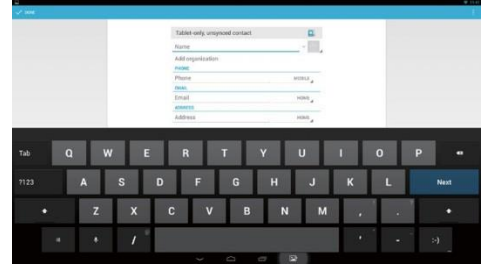 DONE
Tablet-only, unsynced contact
Name
Add organization
PHONE
Phone MOBILE
EMAIL
Email HOME
ADDRESS
Address HOME
Tab Q W E R T Y U I O P
?123 A S D F G H J K L Next
Z X C V B N M , .
/ ' - :-)